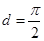 d = π/2